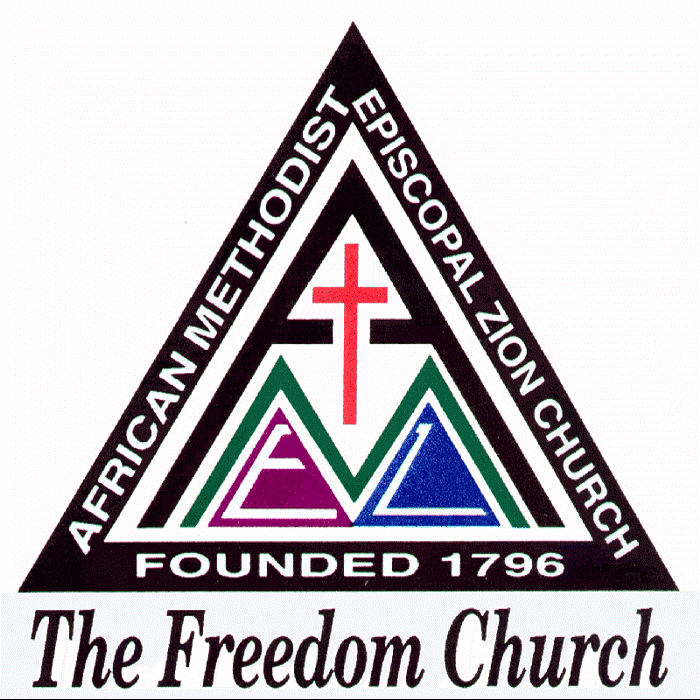 AFRICAN METHODIST
EPISCOPAL ZION CHURCH
A
M
E Z
FOUNDED 1796
The Freedom Church